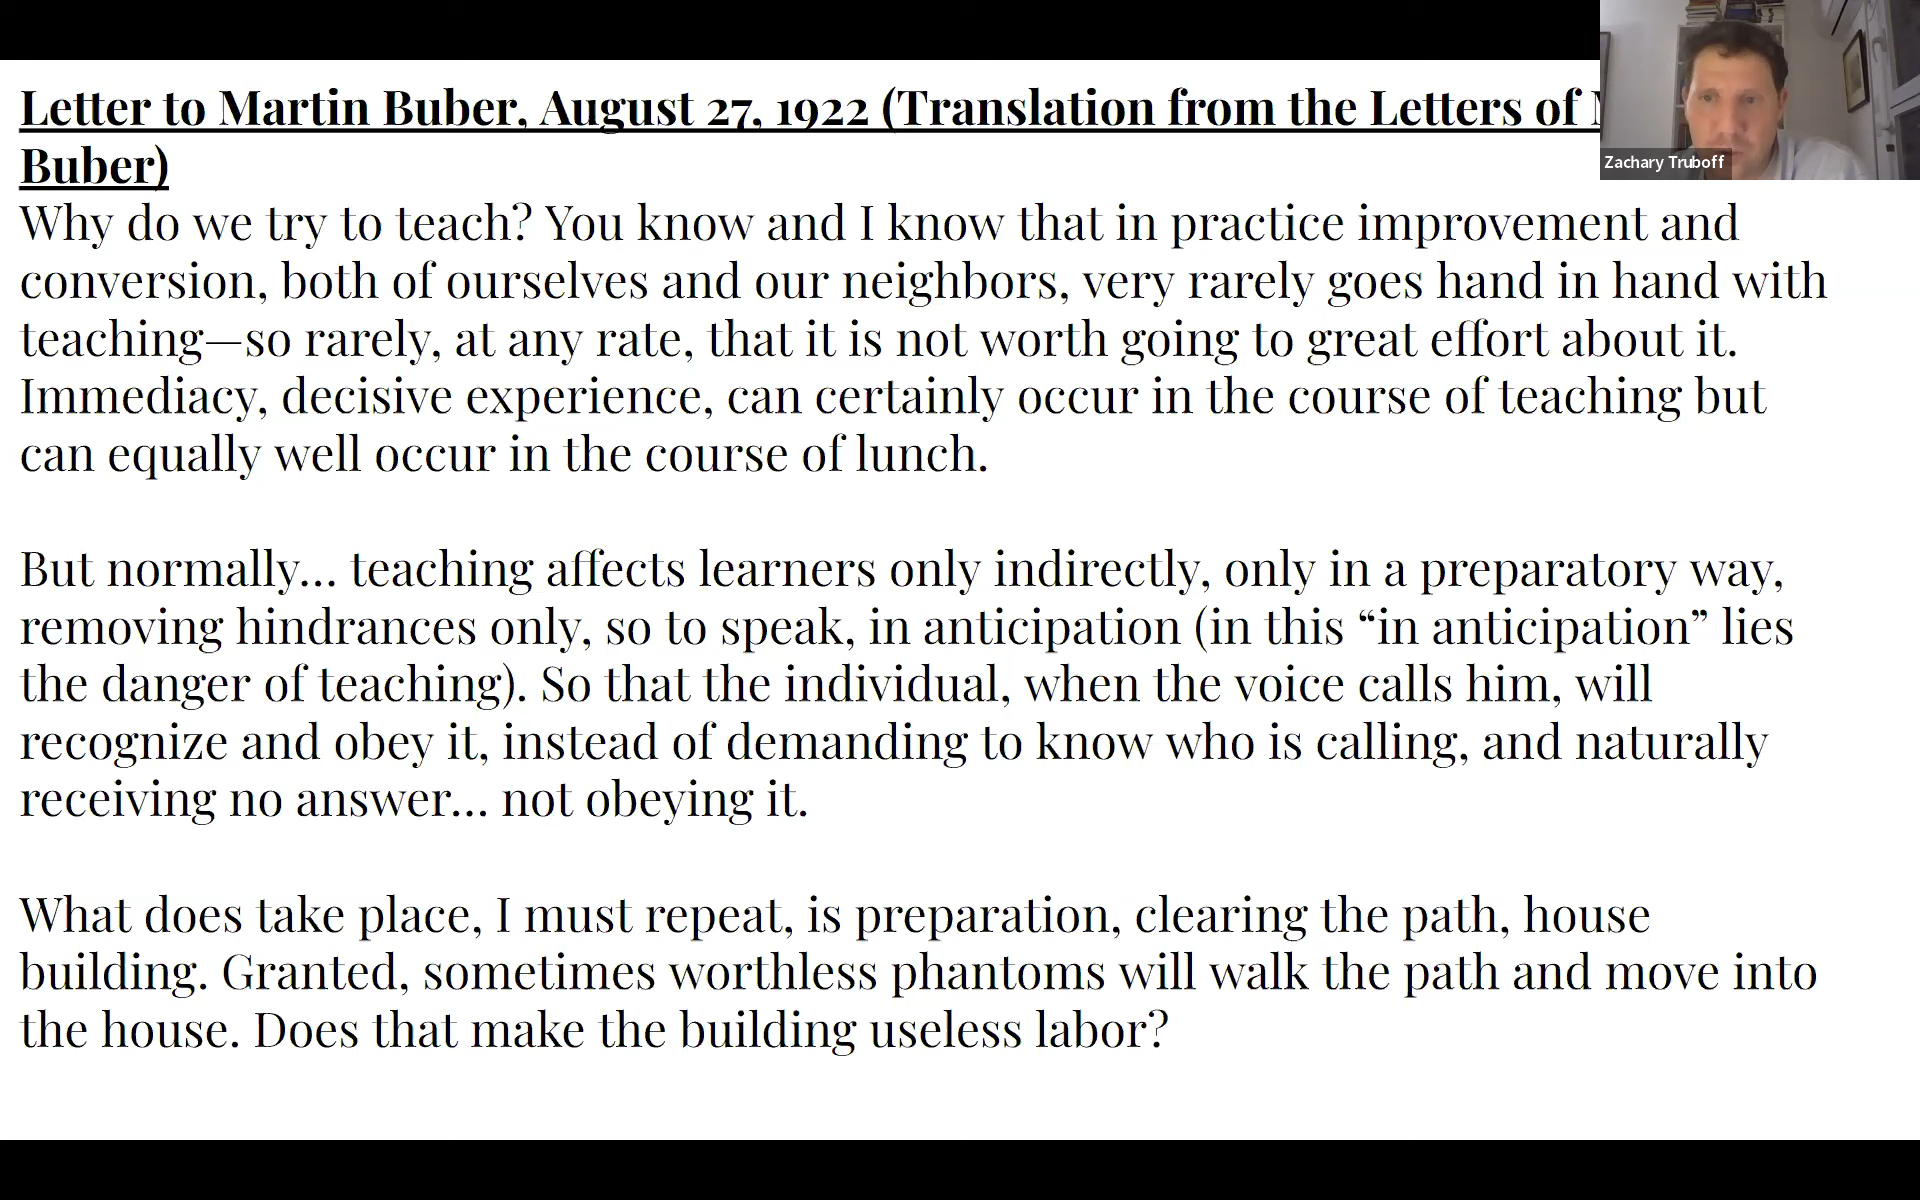 Letter to Martin Buber, August 27, 1922 (Translation from the Letters of
Buber)
Why do we try to teach? You know and I know that in practice improvement and
conversion, both of ourselves and our neighbors, very rarely goes hand in hand with
teaching—so rarely, at any rate, that it is not worth going to great effort about it.
Immediacy, decisive experience, can certainly occur in the course of teaching but
can equally well occur in the course of lunch.
But normally... teaching affects learners only indirectly, only in a preparatory way,
removing hindrances only, so to speak, in anticipation (in this “in anticipation” lies
the danger of teaching). So that the individual, when the voice calls him, will
recognize and obey it, instead of demanding to know who is calling, and naturally
receiving no answer... not obeying it.
What does take place, I must repeat, is preparation, clearing the path, house
building. Granted, sometimes worthless phantoms will walk the path and move into
the house. Does that make the building useless labor?
Zachary Truboff